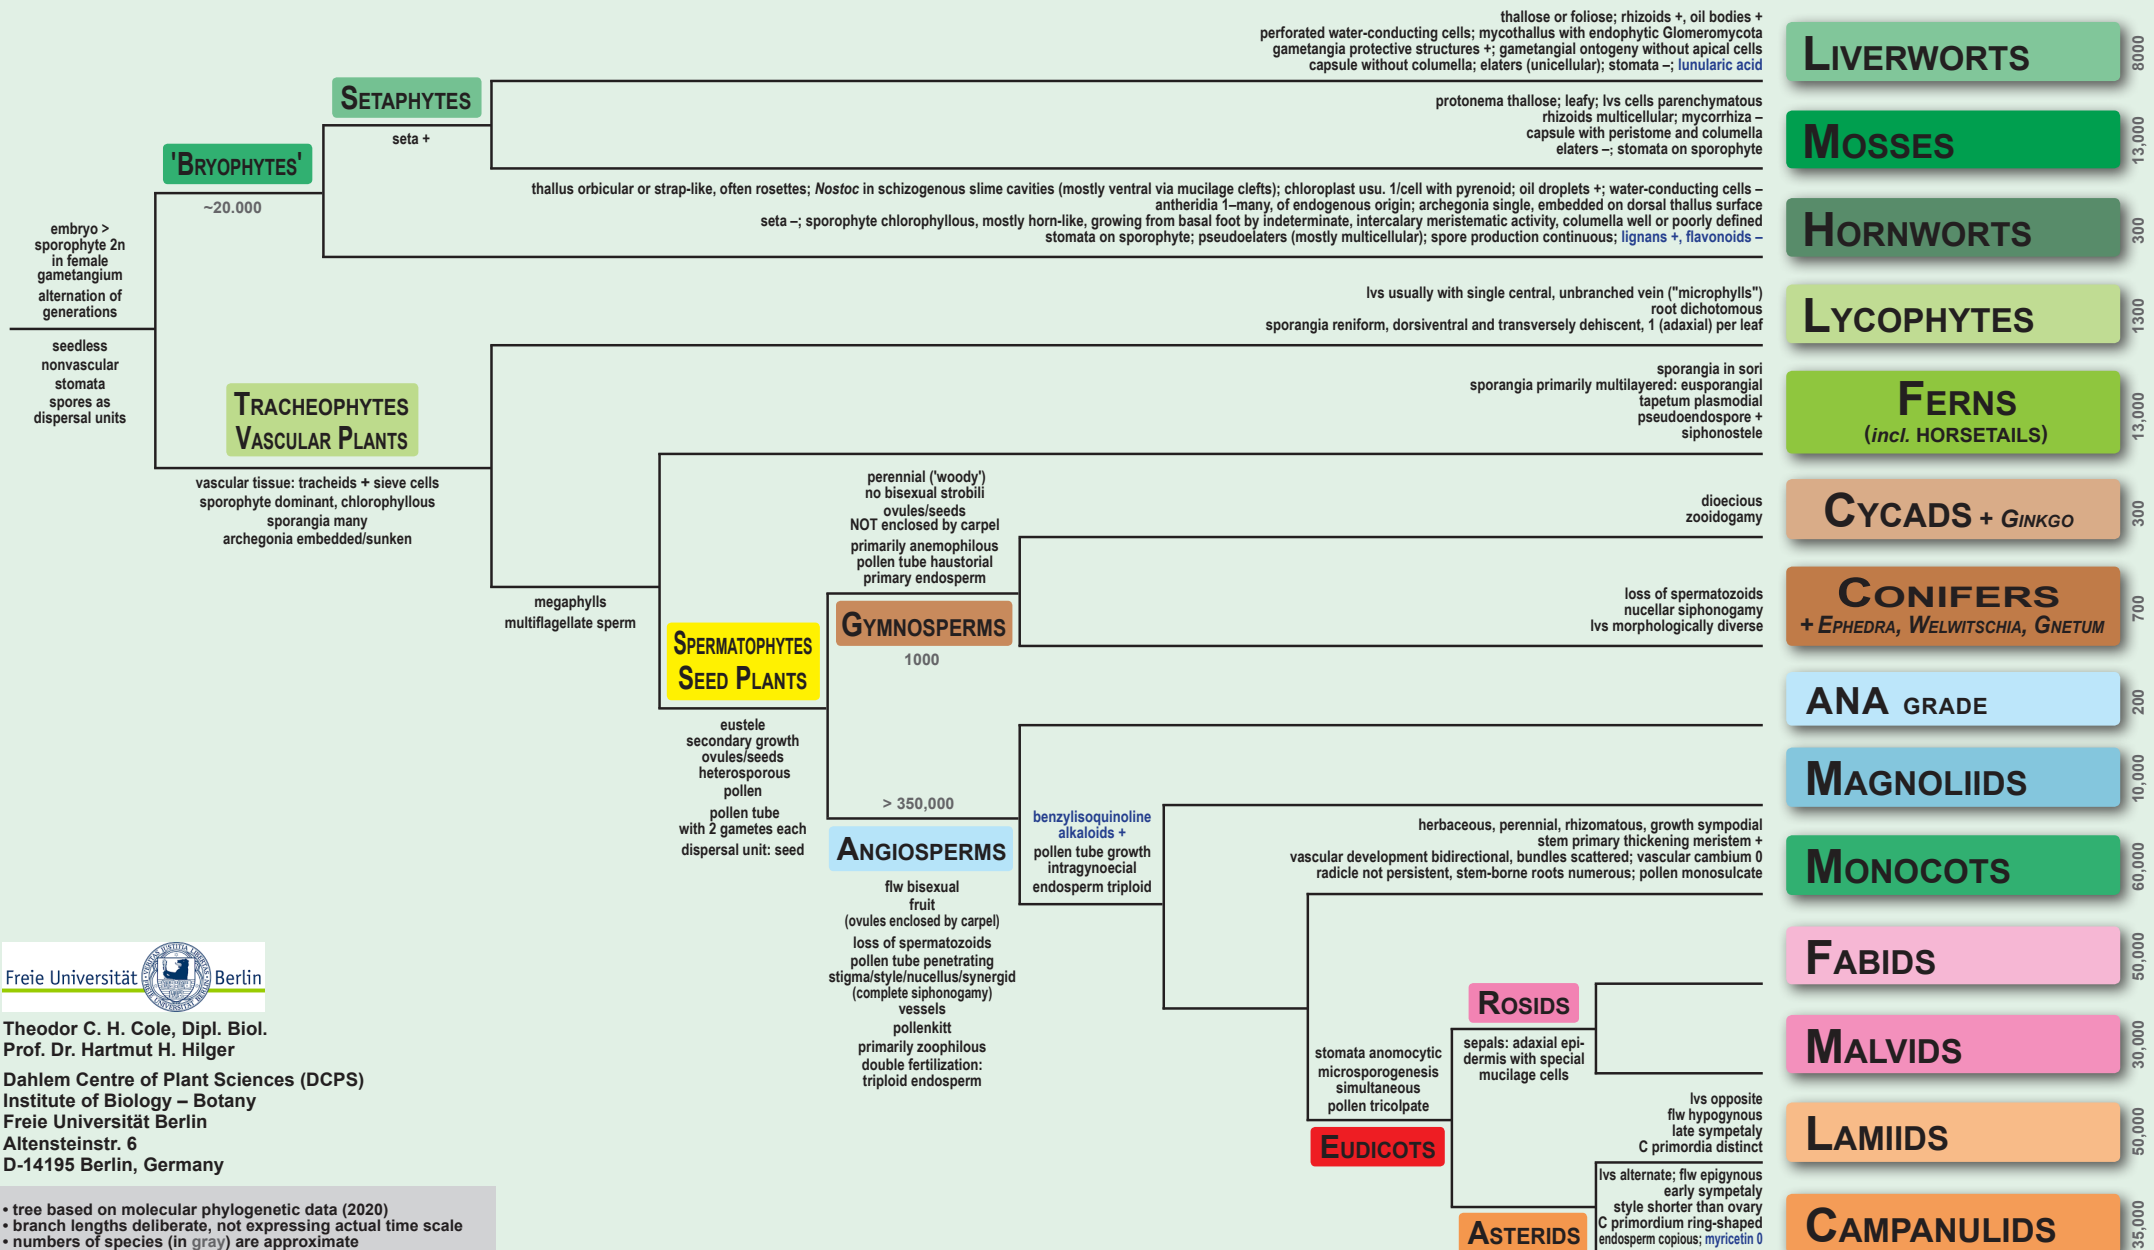 thallose or foliose; rhizoids +, oil bodies +
perforated water-conducting cells; mycothallus with endophytic Glomeromycota
gametangia protective structures +; gametangial ontogeny without apical cells
capsule without columella; elaters (unicellular); stomata –; lunularic acid
LIVERWORTS
8000
SETAPHYTES
seta +
protonema thallose; leafy; lvs cells parenchymatous
rhizoids multicellular; mycorrhiza –
capsule with peristome and columella
elaters –; stomata on sporophyte
MOSSES
13,000
'BRYOPHYTES'
~20.000
thallus orbicular or strap-like, often rosettes; Nostoc in schizogenous slime cavities (mostly ventral via mucilage clefts); chloroplast usu. 1/cell with pyrenoid; oil droplets +; water-conducting cells –
antheridia 1–many, of endogenous origin; archegonia single, embedded on dorsal thallus surface
seta –; sporophyte chlorophyllous, mostly horn-like, growing from basal foot by indeterminate, intercalary meristematic activity, columella well or poorly defined
stomata on sporophyte; pseudoelaters (mostly multicellular); spore production continuous; lignans +, flavonoids –
HORNWORTS
300
embryo >
sporophyte 2n
in female
gametangium
alternation of
generations
seedless
nonvascular
stomata
spores as
dispersal units
lvs usually with single central, unbranched vein ("microphylls")
root dichotomous
sporangia reniform, dorsiventral and transversely dehiscent, 1 (adaxial) per leaf
LYCOPHYTES
1300
TRACHEOPHYTES
VASCULAR PLANTS
vascular tissue: tracheids + sieve cells
sporophyte dominant, chlorophyllous
sporangia many
archegonia embedded/sunken
sporangia in sori
sporangia primarily multilayered: eusporangial
tapetum plasmodial
pseudoendospore +
siphonostele
FERNS
(incl. HORSETAILS)
13,000
megaphylls
multiflagellate sperm
perennial ('woody')
no bisexual strobili
ovules/seeds
NOT enclosed by carpel
primarily anemophilous
pollen tube haustorial
primary endosperm
GYMNOSPERMS
1000
dioecious
zooidogamy
CYCADS + GINKGO
300
loss of spermatozoids
nucellar siphonogamy
lvs morphologically diverse
CONIFERS
+ EPHEDRA, WELWITSCHIA, GNETUM
700
SPERMATOPHYTES
SEED PLANTS
eustele
secondary growth
ovules/seeds
heterosporous
pollen
pollen tube
with 2 gametes each
dispersal unit: seed
ANA GRADE
200
> 350,000
ANGIOSPERMS
flw bisexual
fruit
(ovules enclosed by carpel)
loss of spermatozoids
pollen tube penetrating
stigma/style/nucellus/synergid
(complete siphonogamy)
vessels
pollenkitt
primarily zoophilous
double fertilization:
triploid endosperm
benzylisoquinoline
alkaloids +
pollen tube growth
intragynoecial
endosperm triploid
MAGNOLIIDS
10,000
herbaceous, perennial, rhizomatous, growth sympodial
stem primary thickening meristem +
vascular development bidirectional, bundles scattered; vascular cambium 0
radicle not persistent, stem-borne roots numerous; pollen monosulcate
MONOCOTS
60,000
FABIDS
50,000
ROSIDS
sepals: adaxial epi-
dermis with special
mucilage cells
MALVIDS
30,000
stomata anomocytic
microsporogenesis
simultaneous
pollen tricolpate
EUDICOTS
lvs opposite
flw hypogynous
late sympetaly
C primordia distinct
LAMIIDS
50,000
lvs alternate; flw epigynous
early sympetaly
style shorter than ovary
C primordium ring-shaped
endosperm copious; myricetin 0
ASTERIDS
CAMPANULIDS
35,000
Freie Universität Berlin
Theodor C. H. Cole, Dipl. Biol.
Prof. Dr. Hartmut H. Hilger
Dahlem Centre of Plant Sciences (DCPS)
Institute of Biology – Botany
Freie Universität Berlin
Altensteinstr. 6
D-14195 Berlin, Germany
• tree based on molecular phylogenetic data (2020)
• branch lengths deliberate, not expressing actual time scale
• numbers of species (in gray) are approximate